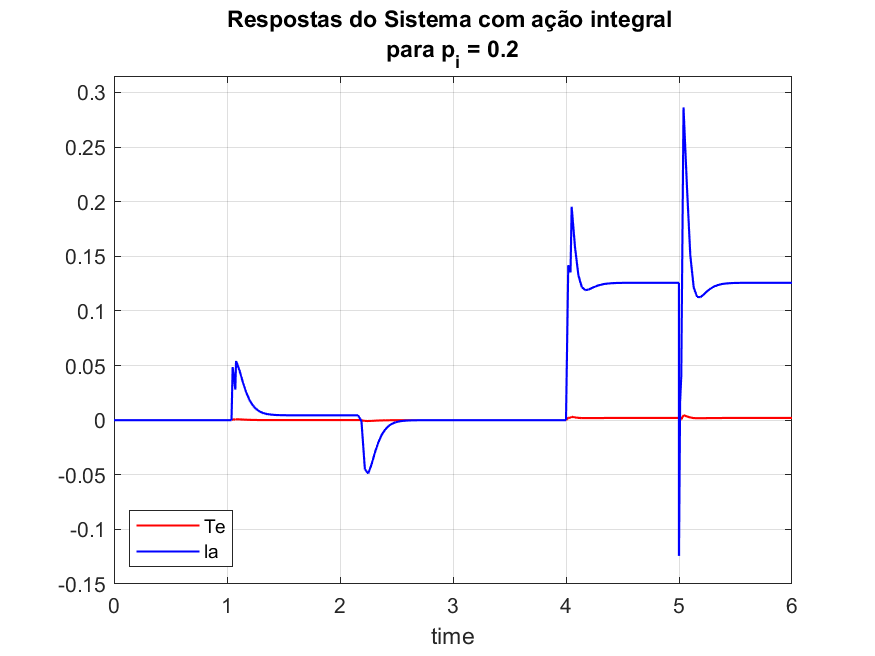 Respostas do Sistema com ação integral
para pi = 0.2
0.3
0.25
0.2
0.15
0.1
0.05
0
-0.05
-0.1
-0.15
Te
Ia
0 1 2 3 4 5 6
time